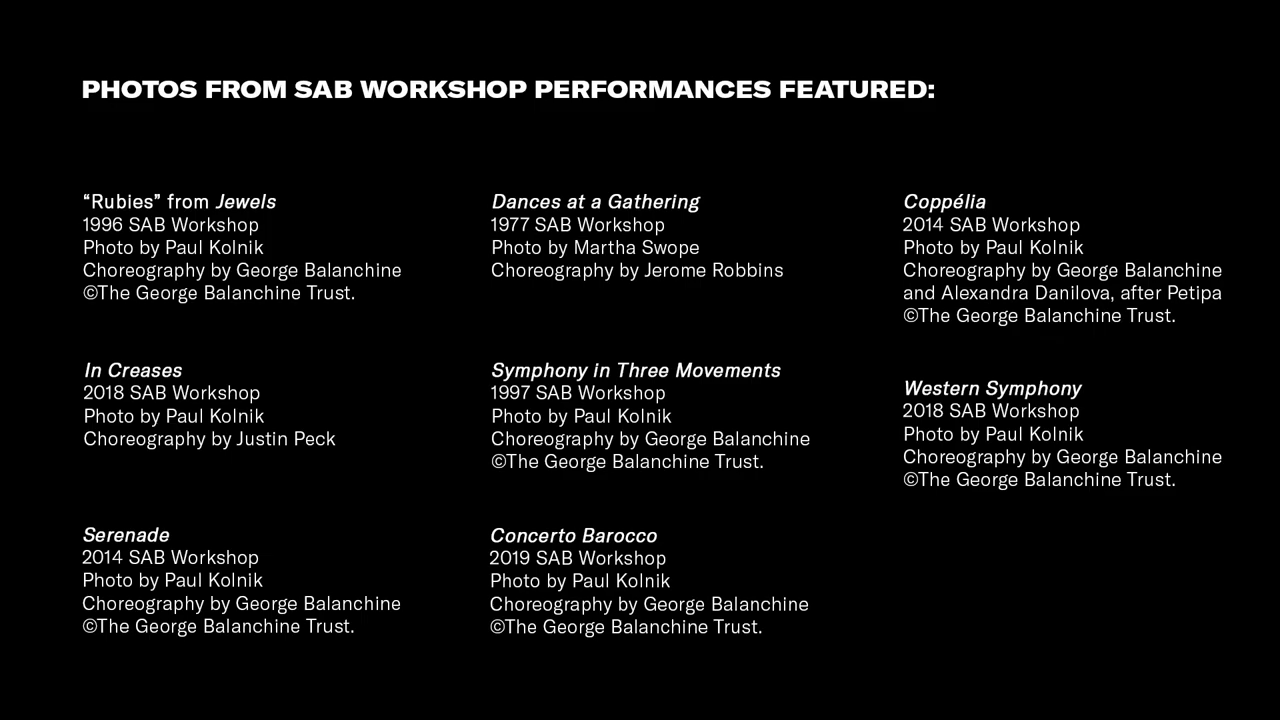 PHOTOS FROM SAB WORKSHOP PERFORMANCES FEATURED:
“Rubies” from Jewels
1996 SAB Workshop
Photo by Paul Kolnik
Choreography by George Balanchine
©The George Balanchine Trust.
In Creases
2018 SAB Workshop
Photo by Paul Kolnik
Choreography by Justin Peck
Serenade
2014 SAB Workshop
Photo by Paul Kolnik
Choreography by George Balanchine
©The George Balanchine Trust.
Dances at a Gathering
1977 SAB Workshop
Photo by Martha Swope
Choreography by Jerome Robbins
Symphony in Three Movements
1997 SAB Workshop
Photo by Paul Kolnik
Choreography by George Balanchine
©The George Balanchine Trust.
Concerto Barocco
2019 SAB Workshop
Photo by Paul Kolnik
Choreography by George Balanchine
©The George Balanchine Trust.
Coppélia
2014 SAB Workshop
Photo by Paul Kolnik
Choreography by George Balanchine
and Alexandra Danilova, after Petipa
©The George Balanchine Trust.
Western Symphony
2018 SAB Workshop
Photo by Paul Kolnik
Choreography by George Balanchine
©The George Balanchine Trust.